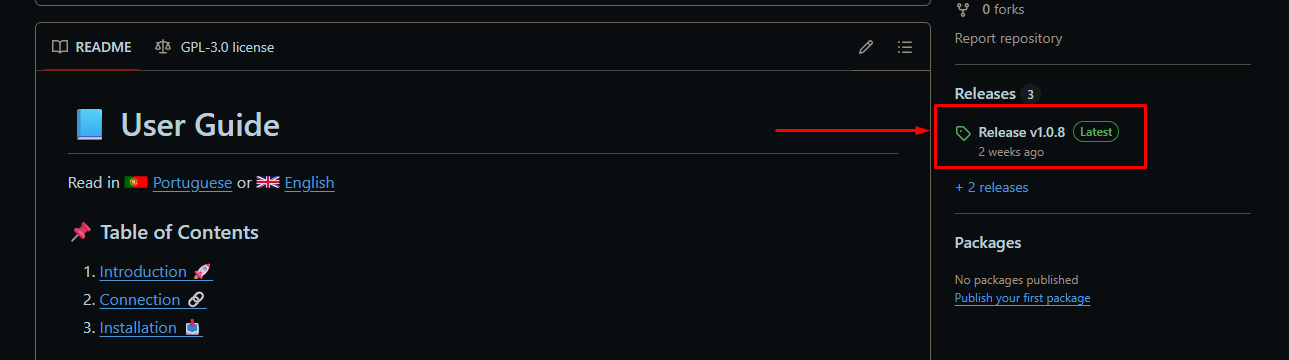 README
GPL-3.0 license
User Guide
Read in Portuguese or English
Table of Contents
1. Introduction
2. Connection
3. Installation
0 forks
Report repository
Releases 3
Release v1.0.8 Latest
2 weeks ago
+ 2 releases
Packages
No packages published
Publish your first package